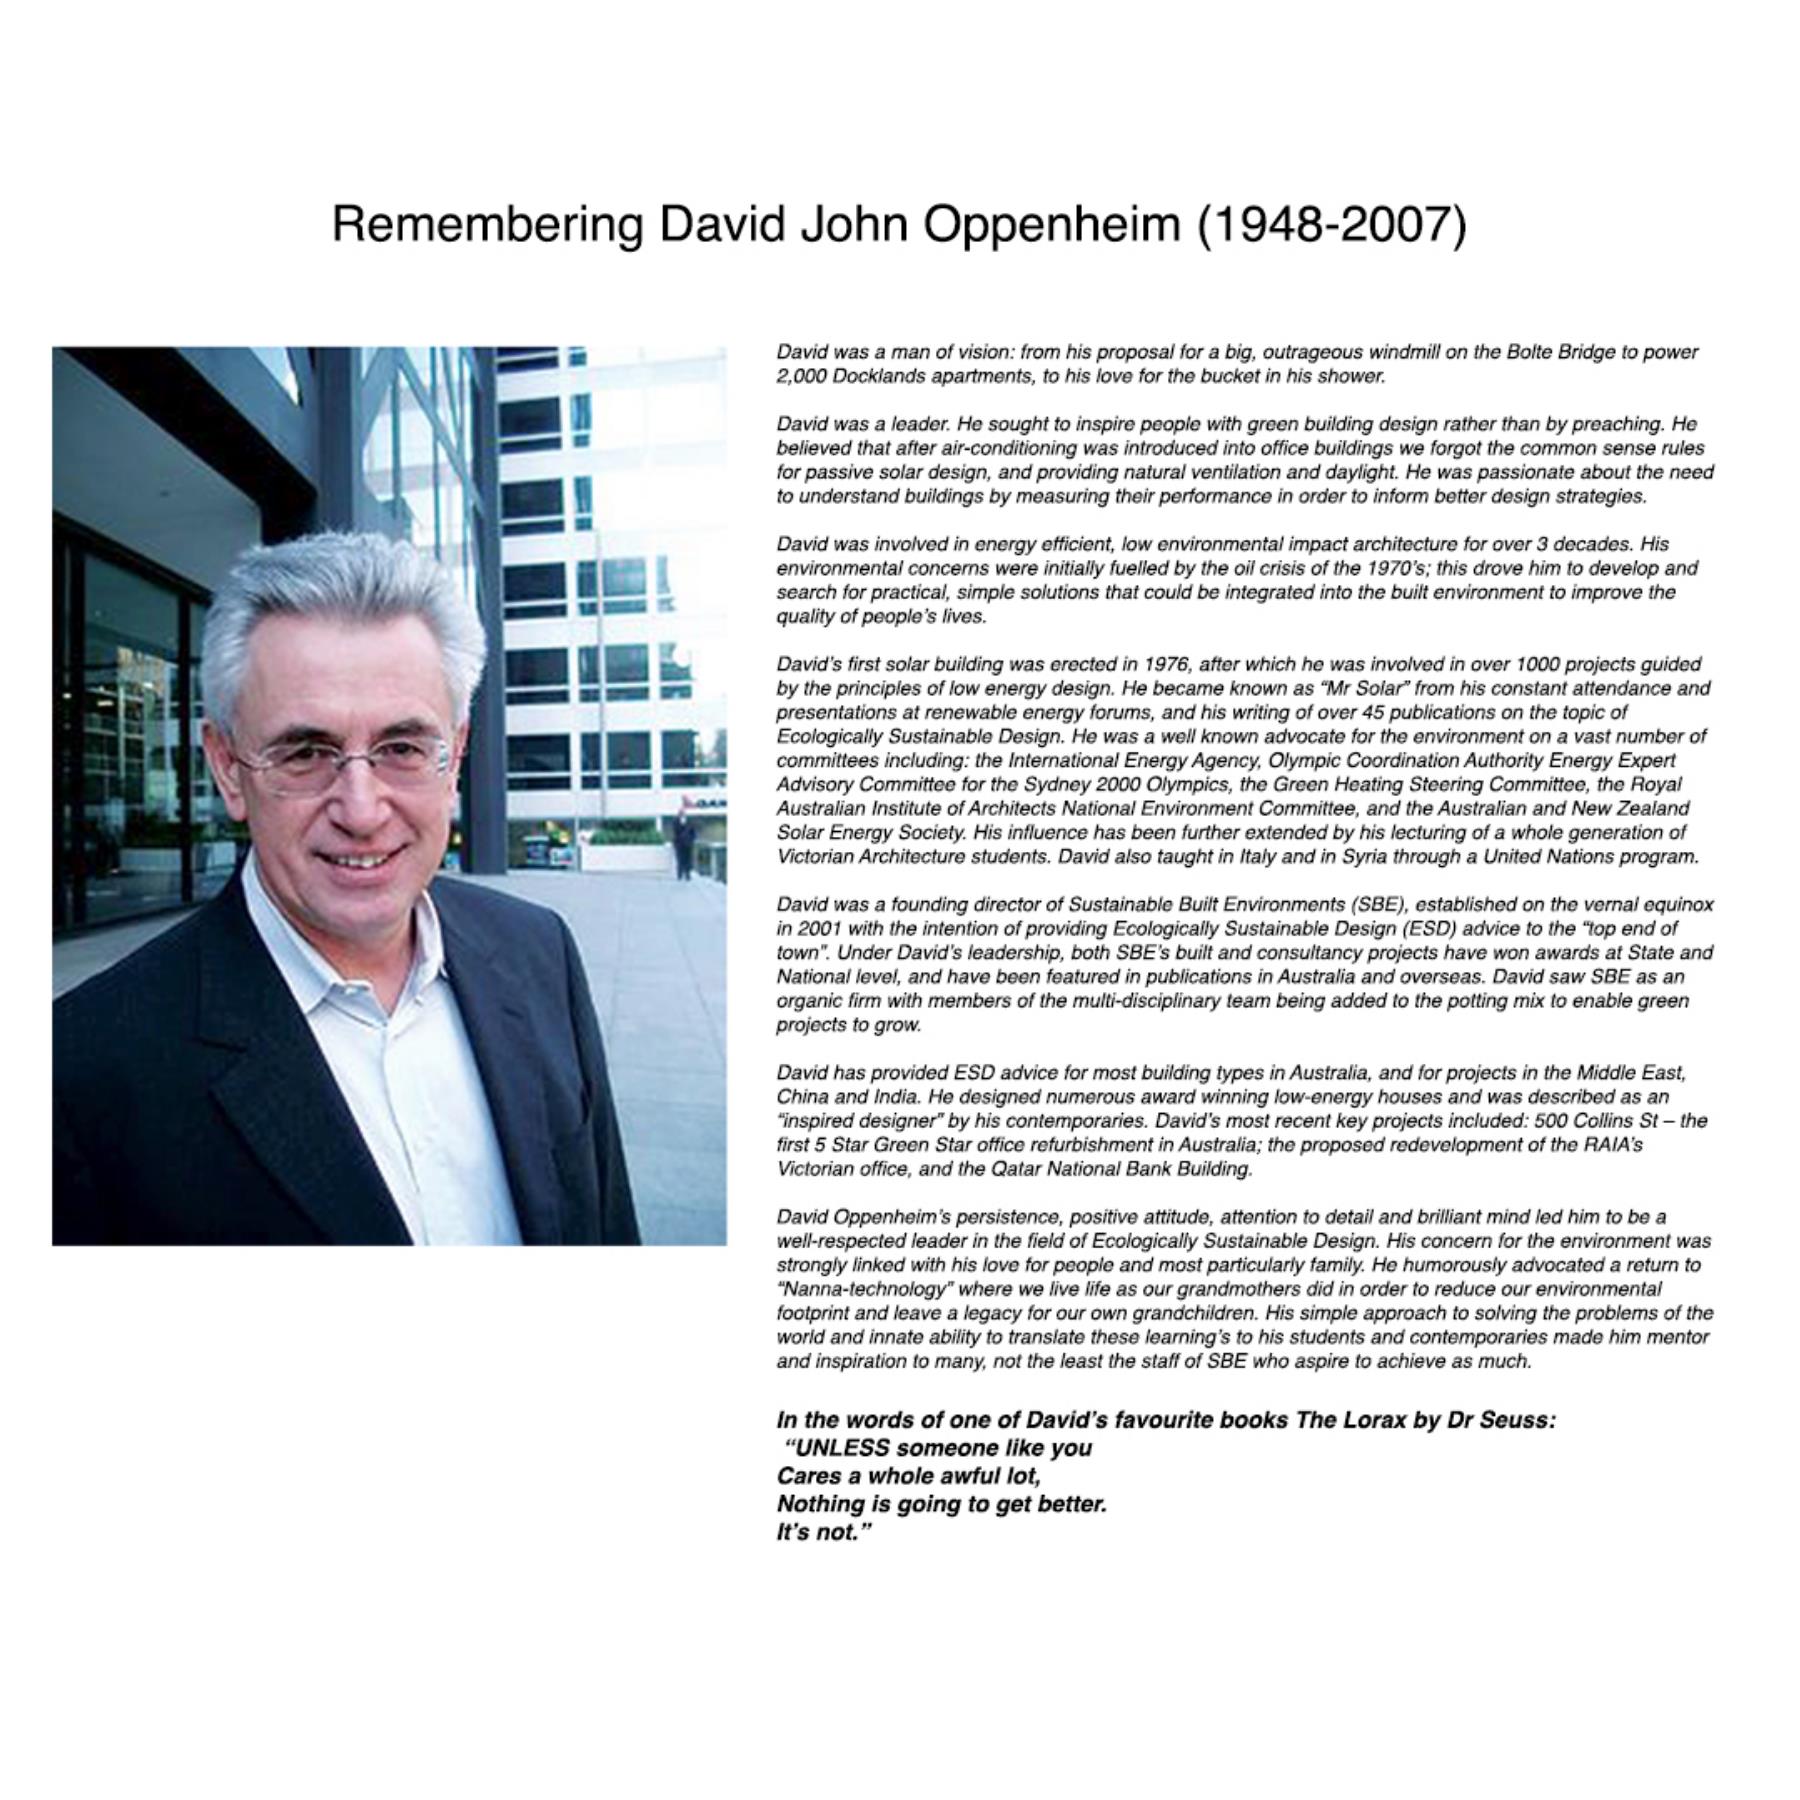 Remembering David John Oppenheim (1948-2007)
David was a man of vision: from his proposal for a big, outrageous windmill on the Bolte Bridge to power
2,000 Docklands apartments, to his love for the bucket in his shower.
David was a leader. He sought to inspire people with green building design rather than by preaching. He
believed that after air-conditioning was introduced into office buildings we forgot the common sense rules
for passive solar design, and providing natural ventilation and daylight. He was passionate about the need
to understand buildings by measuring their performance in order to inform better design strategies.
David was involved in energy efficient, low environmental impact architecture for over 3 decades. His
environmental concerns were initially fuelled by the oil crisis of the 1970's; this drove him to develop and
search for practical, simple solutions that could be integrated into the built environment to improve the
quality of people's lives.
David's first solar building was erected in 1976, after which he was involved in over 1000 projects guided
by the principles of low energy design. He became known as "Mr Solar" from his constant attendance and
presentations at renewable energy forums, and his writing of over 45 publications on the topic of
Ecologically Sustainable Design. He was a well known advocate for the environment on a vast number of
committees including: the International Energy Agency, Olympic Coordination Authority Energy Expert
Advisory Committee for the Sydney 2000 Olympics, the Green Heating Steering Committee, the Royal
Australian Institute of Architects National Environment Committee, and the Australian and New Zealand
Solar Energy Society. His influence has been further extended by his lecturing of a whole generation of
Victorian Architecture students. David also taught in Italy and in Syria through a United Nations program.
David was a founding director of Sustainable Built Environments (SBE), established on the vernal equinox
in 2001 with the intention of providing Ecologically Sustainable Design (ESD) advice to the "top end of
town". Under David's leadership, both SBE's built and consultancy projects have won awards at State and
National level, and have been featured in publications in Australia and overseas. David saw SBE as an
organic firm with members of the multi-disciplinary team being added to the potting mix to enable green
projects to grow.
David has provided ESD advice for most building types in Australia, and for projects in the Middle East,
China and India. He designed numerous award winning low-energy houses and was described as an
"inspired designer" by his contemporaries. David's most recent key projects included: 500 Collins St – the
first 5 Star Green Star office refurbishment in Australia; the proposed redevelopment of the RAIA's
Victorian office, and the Qatar National Bank Building.
David Oppenheim's persistence, positive attitude, attention to detail and brilliant mind led him to be a
well-respected leader in the field of Ecologically Sustainable Design. His concern for the environment was
strongly linked with his love for people and most particularly family. He humorously advocated a return to
"Nanna-technology" where we live life as our grandmothers did in order to reduce our environmental
footprint and leave a legacy for our own grandchildren. His simple approach to solving the problems of the
world and innate ability to translate these learning's to his students and contemporaries made him mentor
and inspiration to many, not the least the staff of SBE who aspire to achieve as much.
In the words of one of David's favourite books The Lorax by Dr Seuss:
"UNLESS someone like you
Cares a whole awful lot,
Nothing is going to get better.
It's not."